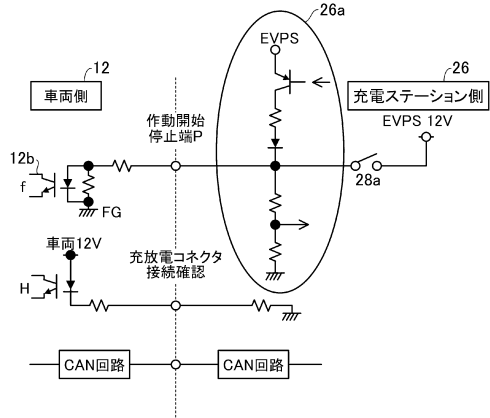 26a
EVPS
12
車両側
26
充電ステーション側
EVPS 12V
作動開始
停止端P
12b
f
28a
FG
車両12V
充放電コネクタ
接続確認
H
CAN回路
CAN回路